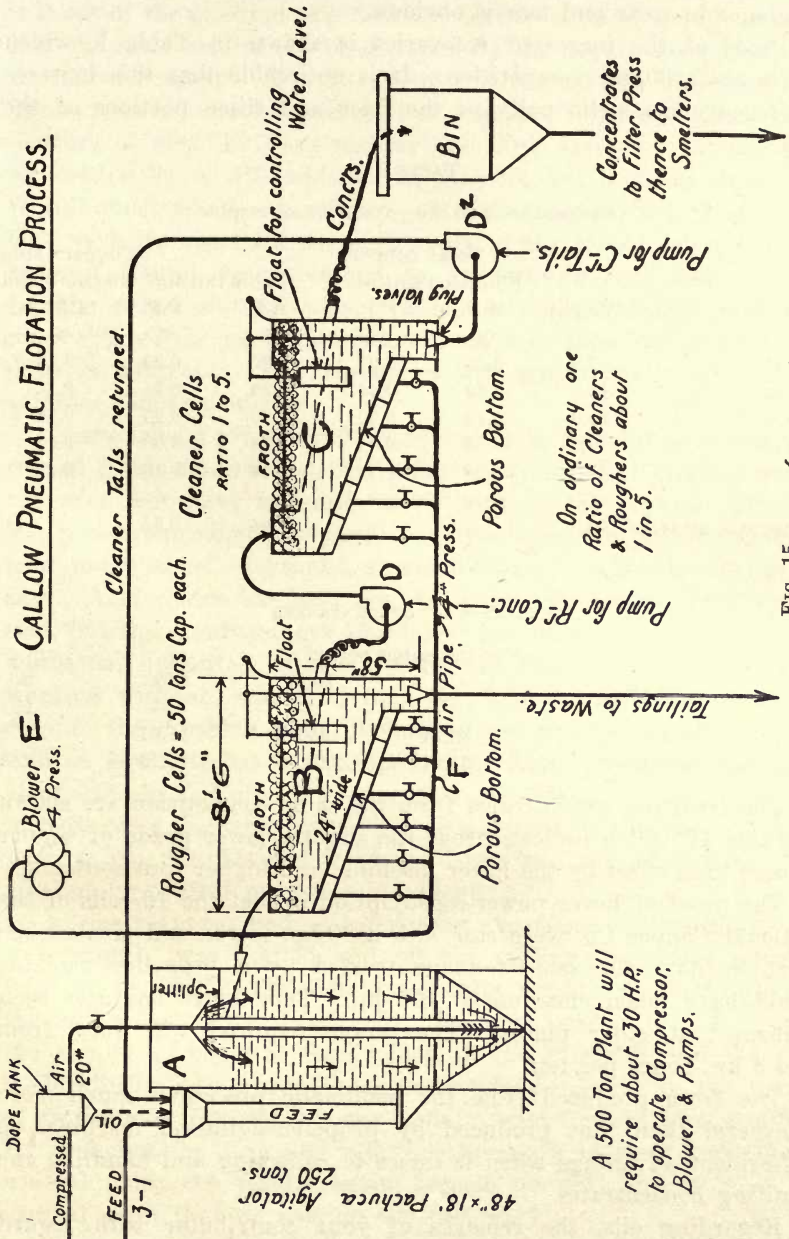 CALLOW PNEUMATIC FLOTATION PROCESS.
DOPE TANK
Compressed Air
20#
OIL
FEED
3-1
FEED
48" x 18' Pachuca Agitator
250 tons.
A
Splitter
A 500 Ton Plant will
require about 30 H.P.,
to operate Compressor,
Blower & Pumps.
E
Blower
4# Press.
Cleaner Tails returned.
Rougher Cells = 50 tons Cap. each.
8'-6"
FROTH
Float
B
24" wide
58"
Porous Bottom.
F
Air Pipe
4# Press.
Tailings to Waste.
D
Pump for R'r Conc.
Cleaner Cells
RATIO 1 to 5.
FROTH
C
Float for controlling
Water Level.
Porous Bottom.
On ordinary ore
Ratio of Cleaners
& Roughers about
1 in 5.
Plug Valves.
D2
Pump for C'r Tails.
Conc'trs.
BIN
Concentrates
to Filter Press
thence to
Smelters.
FIG. 15.